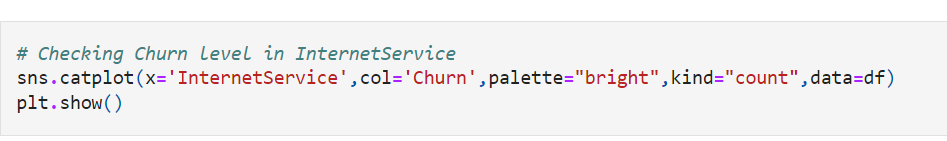 # Checking Churn level in InternetService
sns.catplot(x='InternetService',col='Churn',palette="bright",kind="count",data=df)
plt.show()